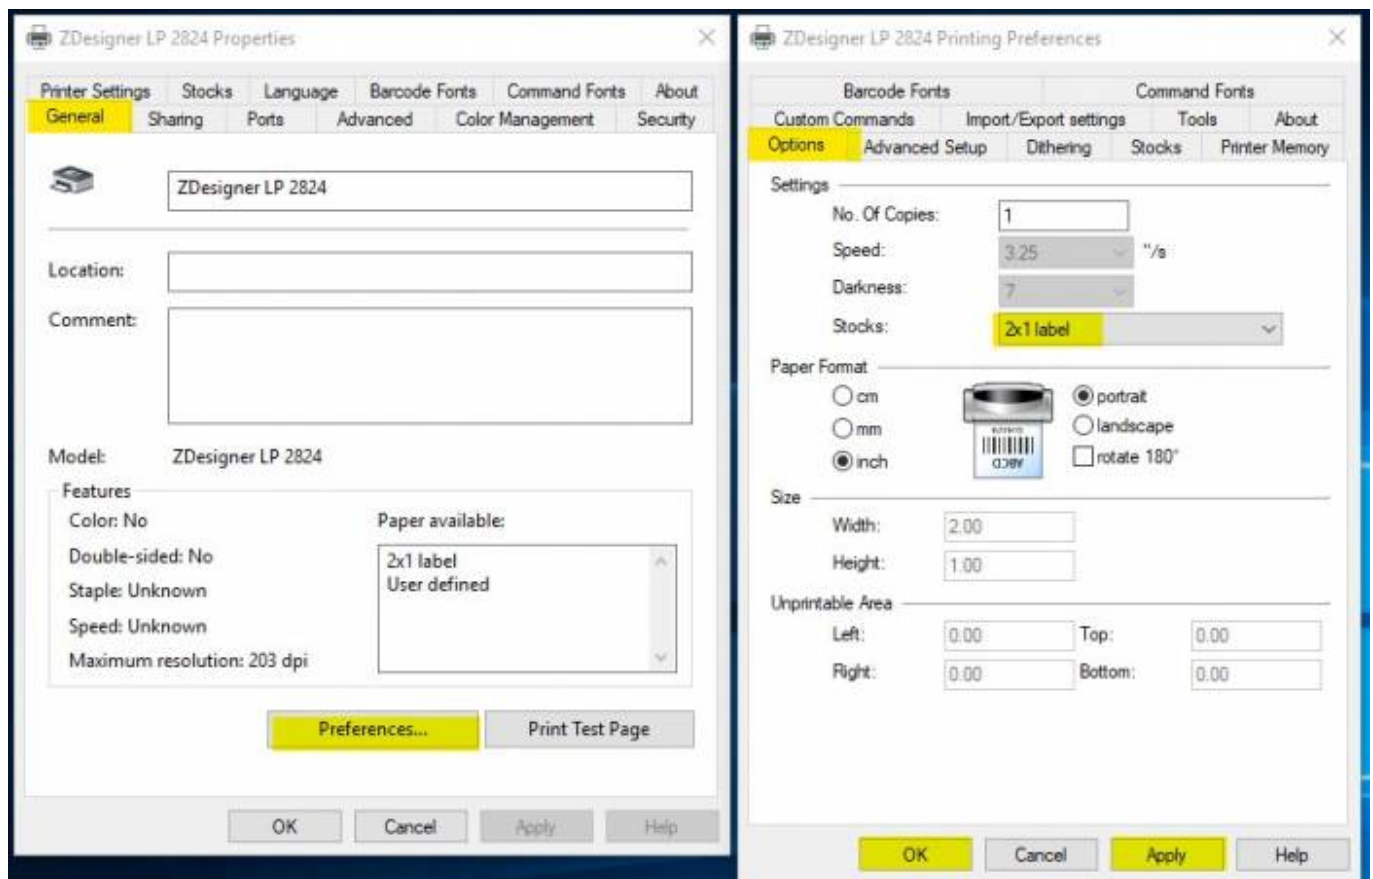 ZDesigner LP 2824 Properties
Printer Settings Stocks Language Barcode Fonts Command Fonts About
General Sharing Ports Advanced Color Management Security
ZDesigner LP 2824
Location:
Comment:
Model: ZDesigner LP 2824
Features
Color: No
Double-sided: No
Staple: Unknown
Speed: Unknown
Maximum resolution: 203 dpi
Paper available:
2x1 label
User defined
Preferences... Print Test Page
OK Cancel Apply Help
ZDesigner LP 2824 Printing Preferences
Barcode Fonts Command Fonts
Custom Commands Import/Export settings Tools About
Options Advanced Setup Dithering Stocks Printer Memory
Settings
No. Of Copies: 1
Speed: 3.25 "/s
Darkness: 7
Stocks: 2x1 label
Paper Format
cm
mm
inch
ABCD
portrait
landscape
rotate 180°
Size
Width: 2.00
Height: 1.00
Unprintable Area
Left: 0.00 Top: 0.00
Right: 0.00 Bottom: 0.00
OK Cancel Apply Help